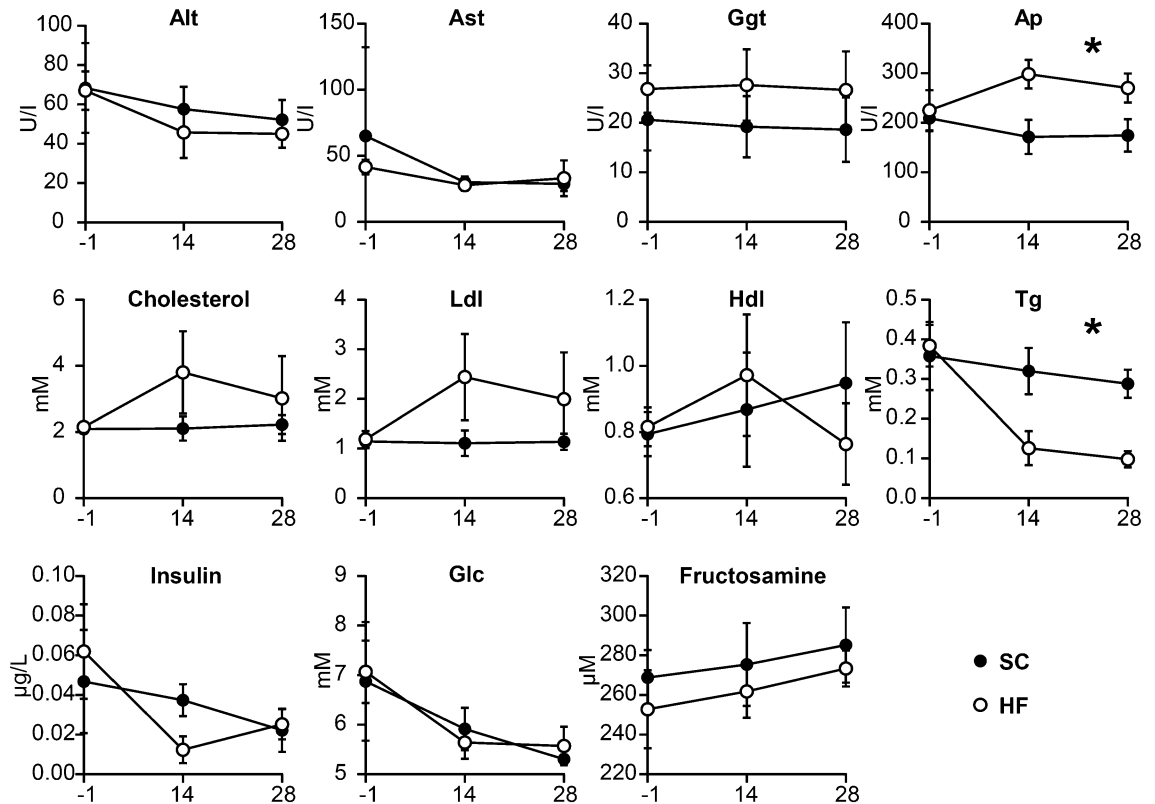 Alt
U/l
100
80
60
40
20
0
-1 14 28
Ast
U/l
150
100
50
0
-1 14 28
Ggt
U/l
40
30
20
10
0
-1 14 28
Ap
U/l
400
300
200
100
0
*
-1 14 28
Cholesterol
mM
6
4
2
0
-1 14 28
Ldl
mM
4
3
2
1
0
-1 14 28
Hdl
mM
1.2
1.0
0.8
0.6
-1 14 28
Tg
mM
0.5
0.4
0.3
0.2
0.1
0.0
*
-1 14 28
Insulin
µg/L
0.10
0.08
0.06
0.04
0.02
0.00
-1 14 28
Glc
mM
9
8
7
6
5
-1 14 28
Fructosamine
µM
320
300
280
260
240
220
-1 14 28
SC
HF